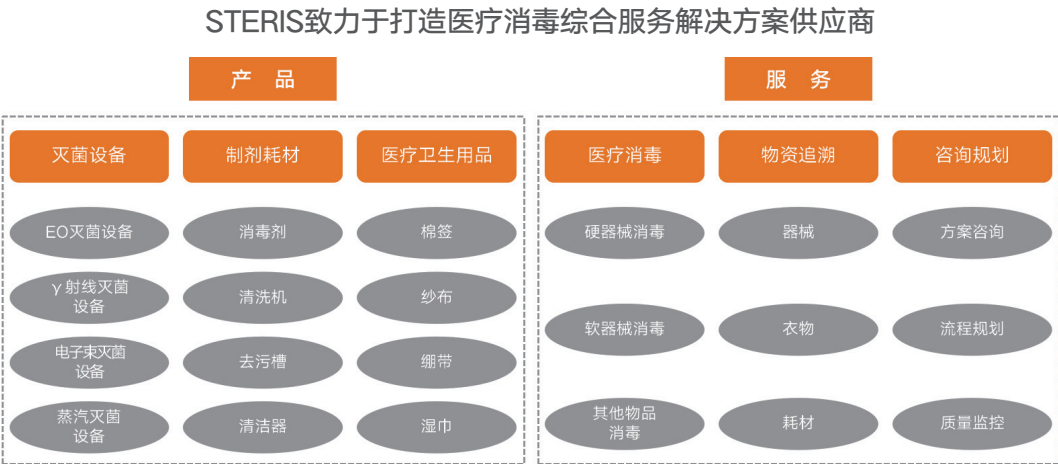 STERIS致力于打造医疗消毒综合服务解决方案供应商
产 品
服 务
灭菌设备
制剂耗材
医疗卫生用品
医疗消毒
物资追溯
咨询规划
EO灭菌设备
消毒剂
棉签
硬器械消毒
器械
方案咨询
γ射线灭菌
设备
清洗机
纱布
软器械消毒
衣物
流程规划
电子束灭菌
设备
去污槽
绷带
蒸汽灭菌
设备
清洁器
湿巾
其他物品
消毒
耗材
质量监控